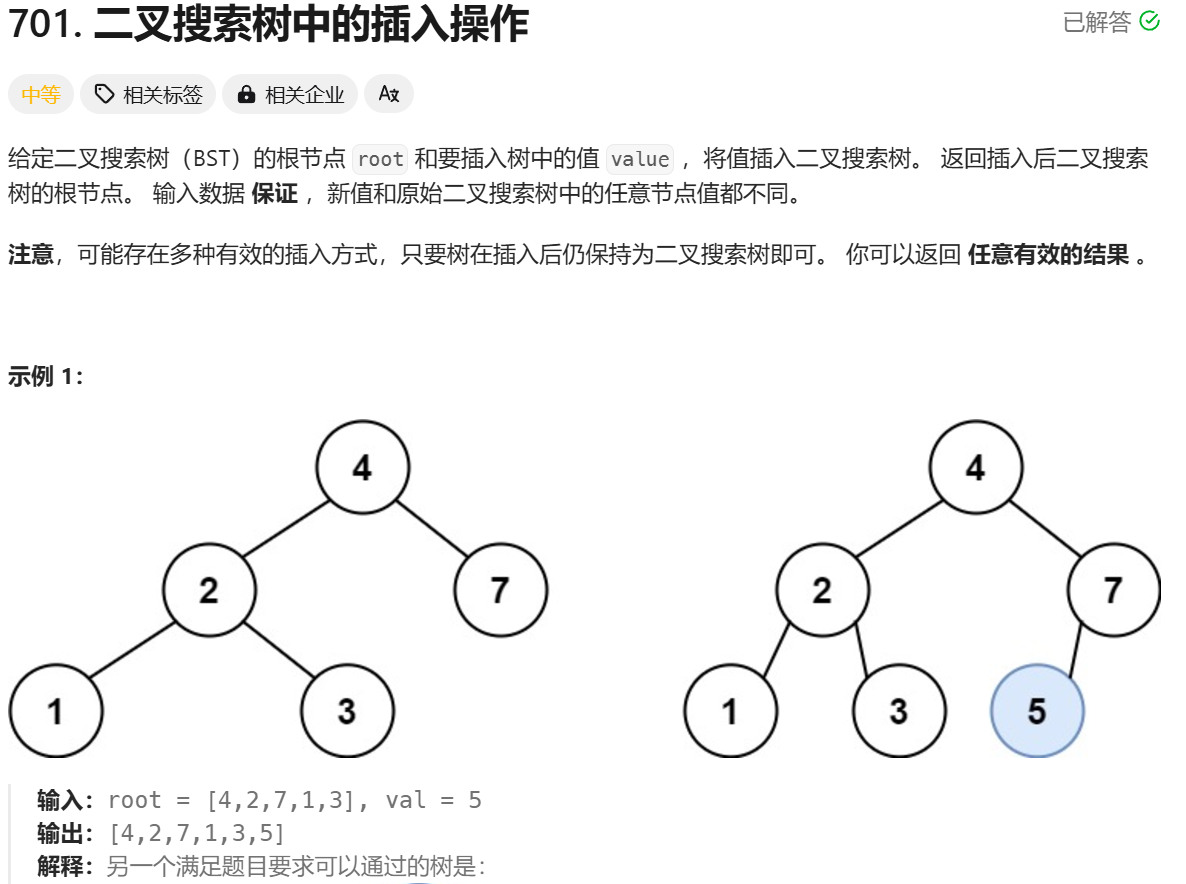 701. 二叉搜索树中的插入操作
已解答
中等 相关标签 相关企业
给定二叉搜索树（BST）的根节点 root 和要插入树中的值 value ，将值插入二叉搜索树。 返回插入后二叉搜索
树的根节点。 输入数据 保证 ，新值和原始二叉搜索树中的任意节点值都不同。
注意，可能存在多种有效的插入方式，只要树在插入后仍保持为二叉搜索树即可。 你可以返回 任意有效的结果 。
示例 1：
4 4
2 7 2 7
1 3 1 3 5
输入：root = [4,2,7,1,3], val = 5
输出：[4,2,7,1,3,5]
解释：另一个满足题目要求可以通过的树是：